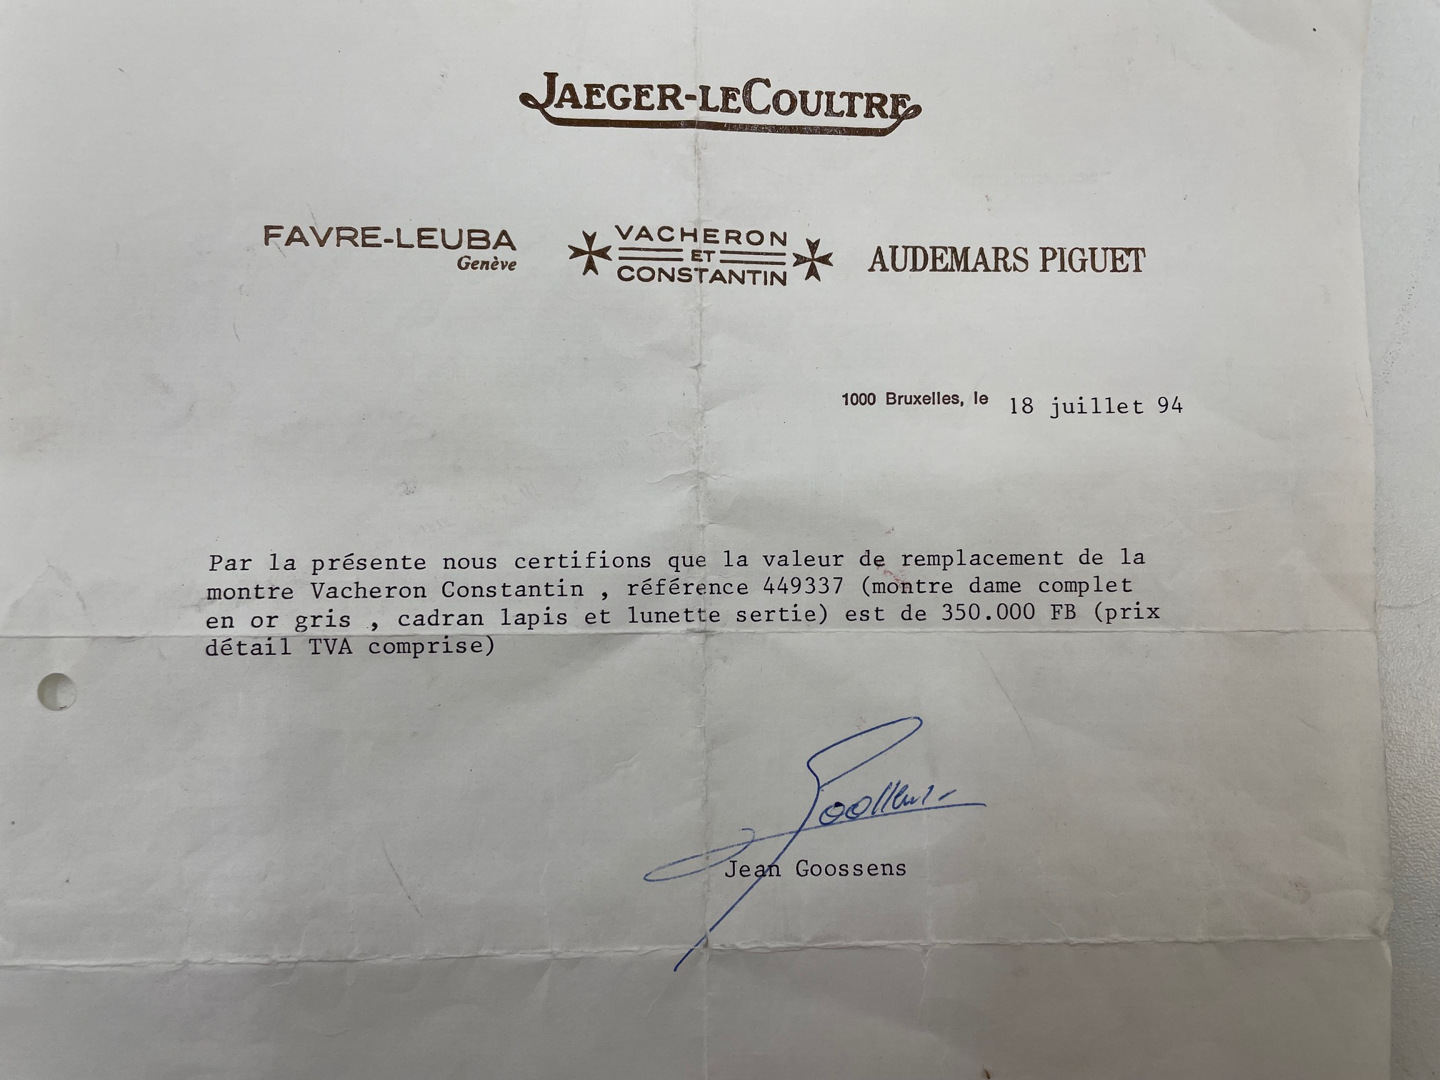 JAEGER-LECOULTRE
FAVRE-LEUBA
Genève
VACHERON
ET
CONSTANTIN
AUDEMARS PIGUET
1000 Bruxelles, le 18 juillet 94
Par la présente nous certifions que la valeur de remplacement de la
montre Vacheron Constantin , référence 449337 (montre dame complet
en or gris , cadran lapis et lunette sertie) est de 350.000 FB (prix
détail TVA comprise)
Jean Goossens